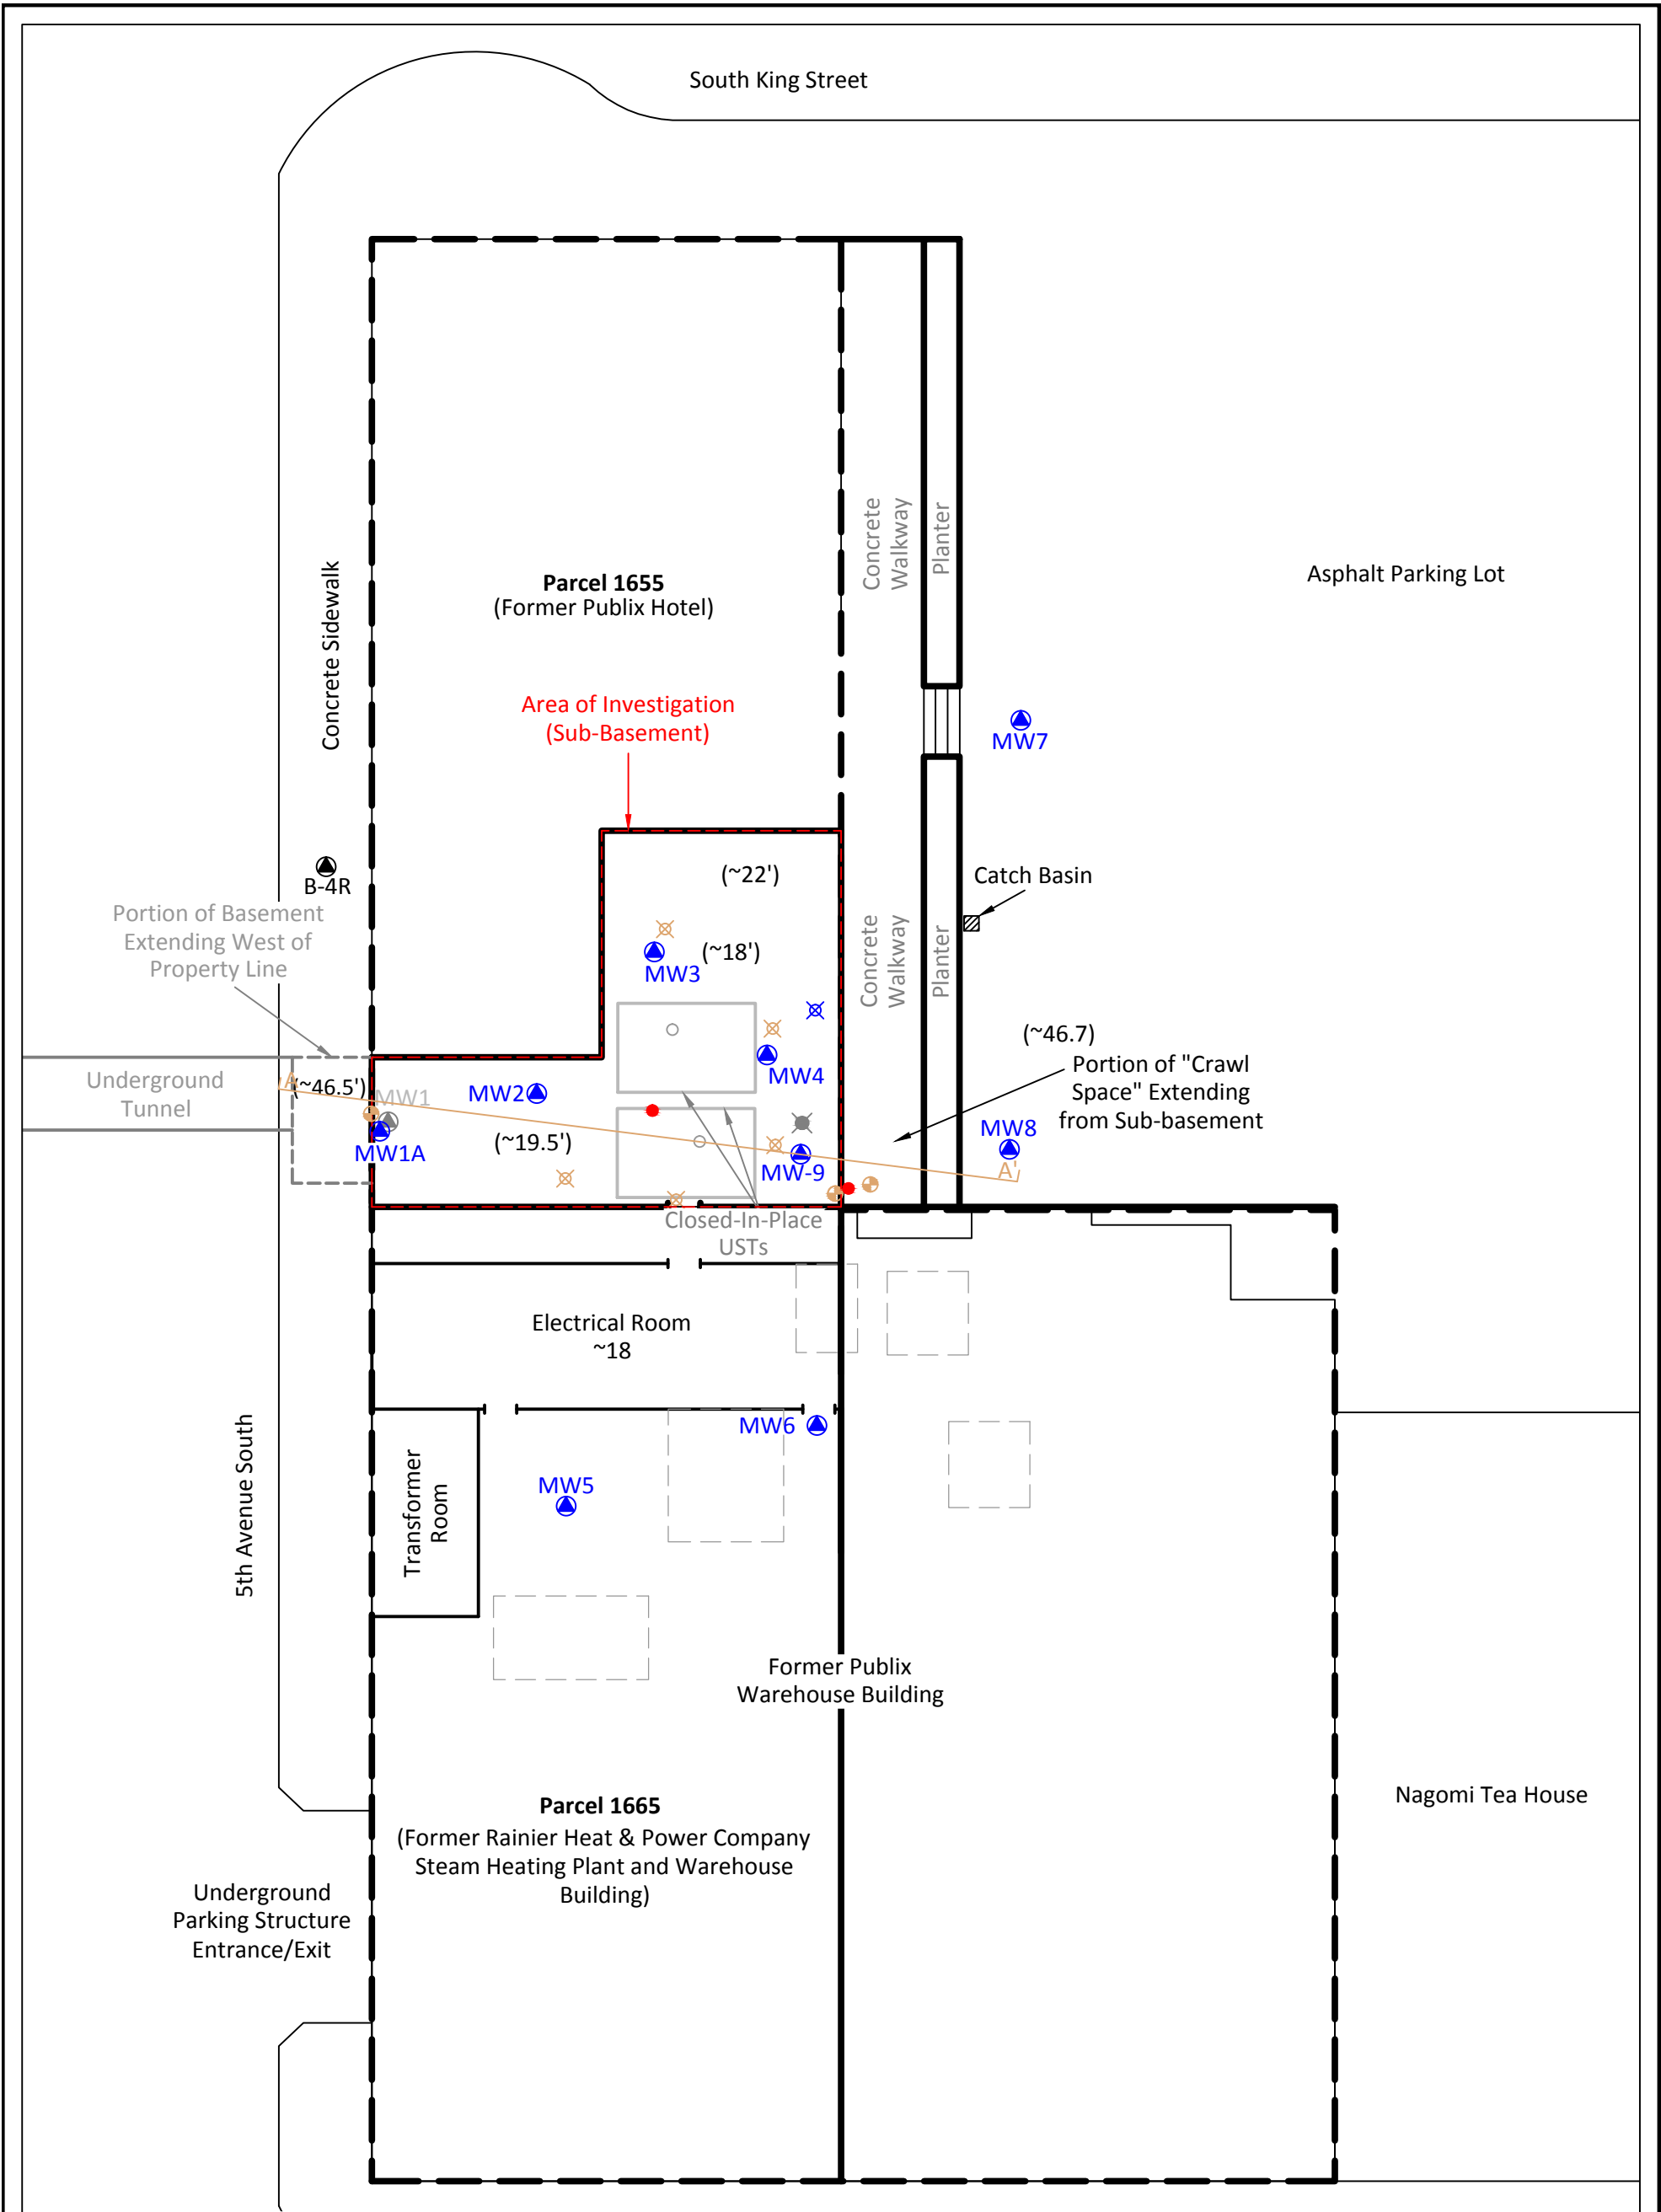 South King Street
Concrete Sidewalk
Parcel 1655
(Former Publix Hotel)
Concrete
Walkway
Planter
Asphalt Parking Lot
Area of Investigation
(Sub-Basement)
MW7
B-4R
(~22')
Catch Basin
Portion of Basement
Extending West of
Property Line
(~18')
MW3
Concrete
Walkway
Planter
(~46.7)
Portion of "Crawl
Space" Extending
from Sub-basement
Underground
Tunnel
A
(~46.5')
MW1
MW2
MW4
MW1A
(~19.5')
MW-9
MW8
A'
Closed-In-Place
USTs
Electrical Room
~18
MW6
5th Avenue South
Transformer
Room
MW5
Former Publix
Warehouse Building
Parcel 1665
(Former Rainier Heat & Power Company
Steam Heating Plant and Warehouse
Building)
Nagomi Tea House
Underground
Parking Structure
Entrance/Exit